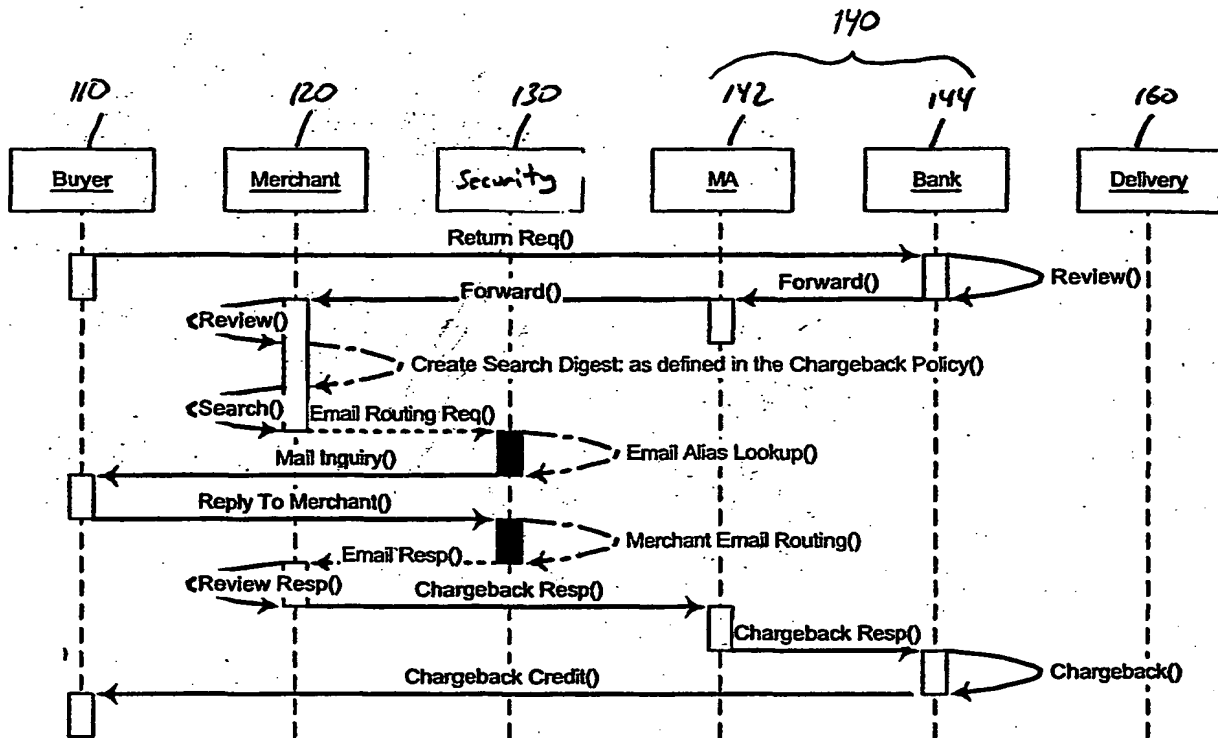 140
110 120 130 142 144 160
Buyer Merchant Security MA Bank Delivery
Return Req()
Review()
Forward() Forward()
Review()
Create Search Digest: as defined in the Chargeback Policy()
Search() Email Routing Req()
Email Alias Lookup()
Mail Inguiry()
Reply To Merchant()
Merchant Email Routing()
Email Resp()
Review Resp() Chargeback Resp()
Chargeback Resp()
Chargeback()
Chargeback Credit()